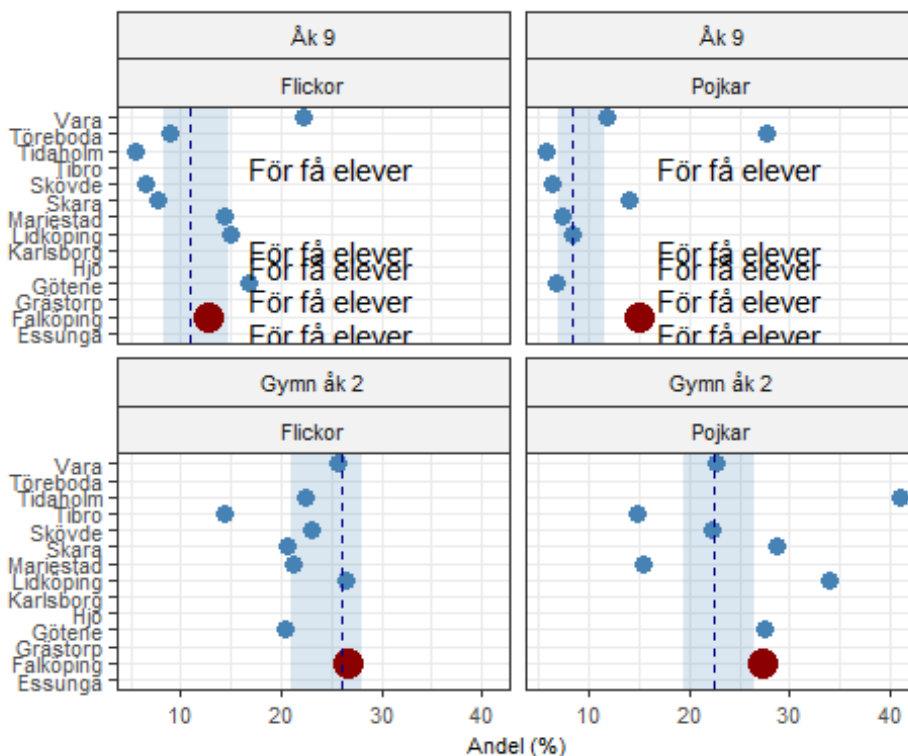 Åk 9
Åk 9
Flickor
Pojkar
Vara
Töreboda
Tidaholm
Tibro
Skövde
Skara
Mariestad
Lidköping
Karlsborg
Hjo
Götene
Grästorp
Falköping
Essunga
För få elever
För få elever
För få elever
För få elever
För få elever
För få elever
För få elever
För få elever
För få elever
För få elever
Gymn åk 2
Gymn åk 2
Flickor
Pojkar
Vara
Töreboda
Tidaholm
Tibro
Skövde
Skara
Mariestad
Lidköping
Karlsborg
Hjo
Götene
Grästorp
Falköping
Essunga
10 20 30 40
10 20 30 40
Andel (%)